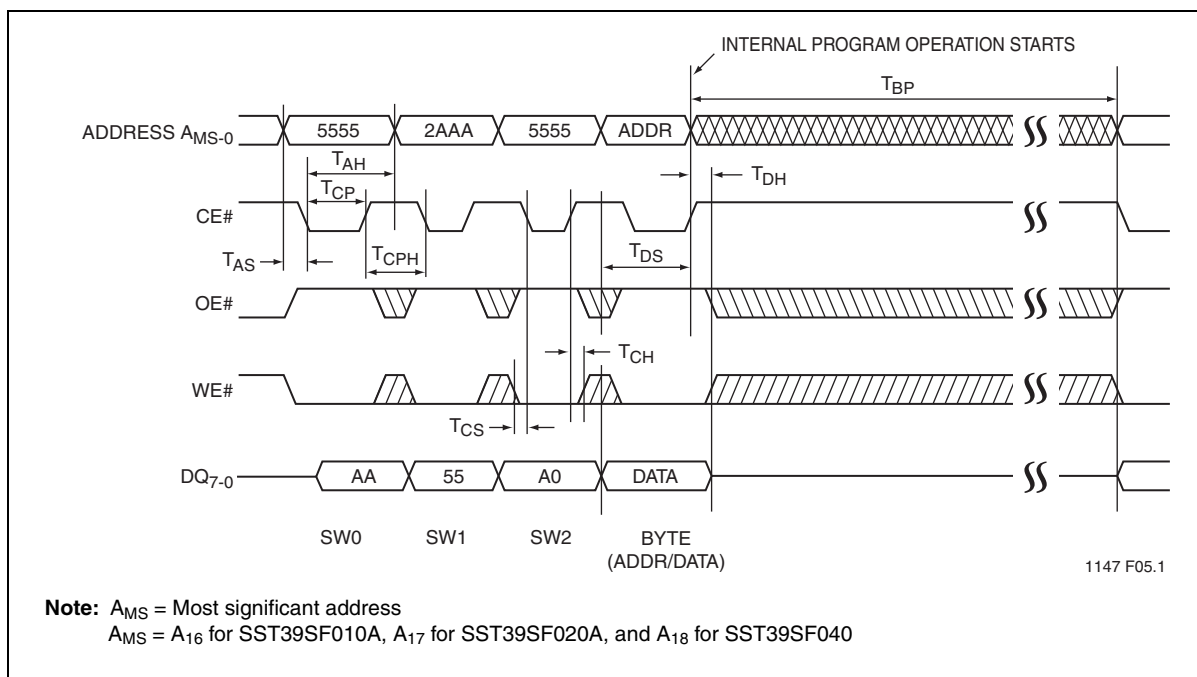 INTERNAL PROGRAM OPERATION STARTS
TBP
ADDRESS AMS-0
5555
2AAA
5555
ADDR
TAH
TDH
TCP
CE#
TAS
TCPH
TDS
OE#
TCH
WE#
TCS
DQ7-0
AA
55
A0
DATA
SW0
SW1
SW2
BYTE
(ADDR/DATA)
1147 F05.1
Note: AMS = Most significant address
AMS = A16 for SST39SF010A, A17 for SST39SF020A, and A18 for SST39SF040